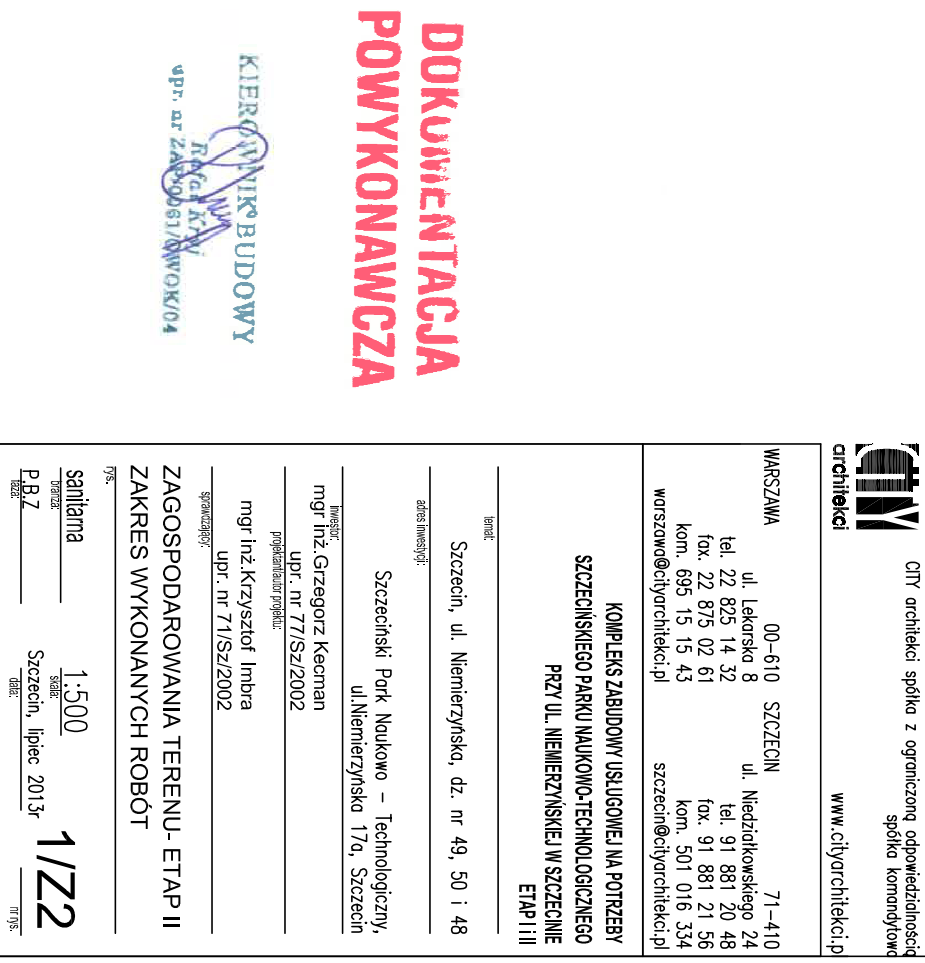 CITY architekci spółka z ograniczoną odpowiedzialnością
spółka komandytowa
CITY
architekci
www.cityarchitekci.pl
WARSZAWA 00-610
ul. Lekarska 8
tel. 22 825 14 32
fax. 22 875 02 61
kom. 695 15 15 43
warszawa@cityarchitekci.pl
SZCZECIN 71-410
ul. Niedziałkowskiego 24
tel. 91 881 20 48
fax. 91 881 21 56
kom. 501 016 334
szczecin@cityarchitekci.pl
KOMPLEKS ZABUDOWY USŁUGOWEJ NA POTRZEBY
SZCZECIŃSKIEGO PARKU NAUKOWO-TECHNOLOGICZNEGO
PRZY UL. NIEMIERZYŃSKIEJ W SZCZECINIE
ETAP I i II
temat:
Szczecin, ul. Niemierzyńska, dz. nr 49, 50 i 48
adres inwestycji:
Szczeciński Park Naukowo - Technologiczny,
ul.Niemierzyńska 17a, Szczecin
inwestor:
mgr inż.Grzegorz Kecman
upr. nr 77/Sz/2002
projektant/autor projektu:
mgr inż.Krzysztof Imbra
upr. nr 71/Sz/2002
sprawdzający:
ZAGOSPODAROWANIA TERENU- ETAP II
ZAKRES WYKONANYCH ROBÓT
rys.
sanitarna
branża:
1:500
skala:
P.B.Z
faza:
Szczecin, lipiec 2013r
data:
1/Z2
nr rys.
DOKUMENTACJA
POWYKONAWCZA
KIEROWNIK BUDOWY
Rafał Kraj
upr. nr ZAP/0061/OWOK/04